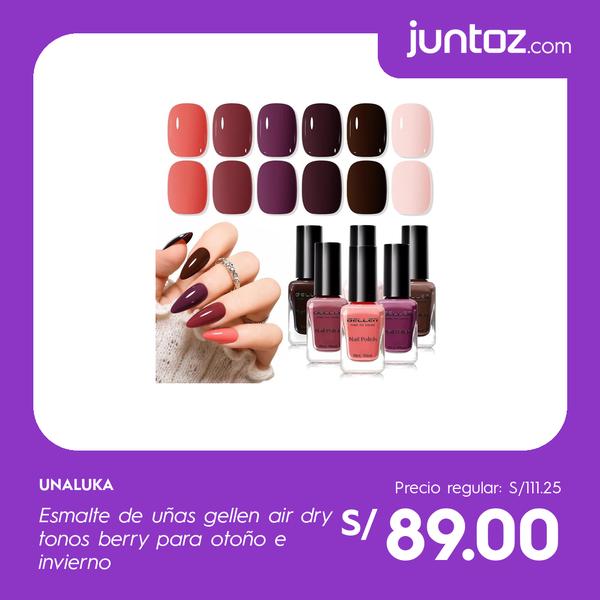 juntoz.com
GELLEN
Nail Polish
UNALUKA
Esmalte de uñas gellen air dry
tonos berry para otoño e
invierno
Precio regular: S/111.25
S/ 89.00